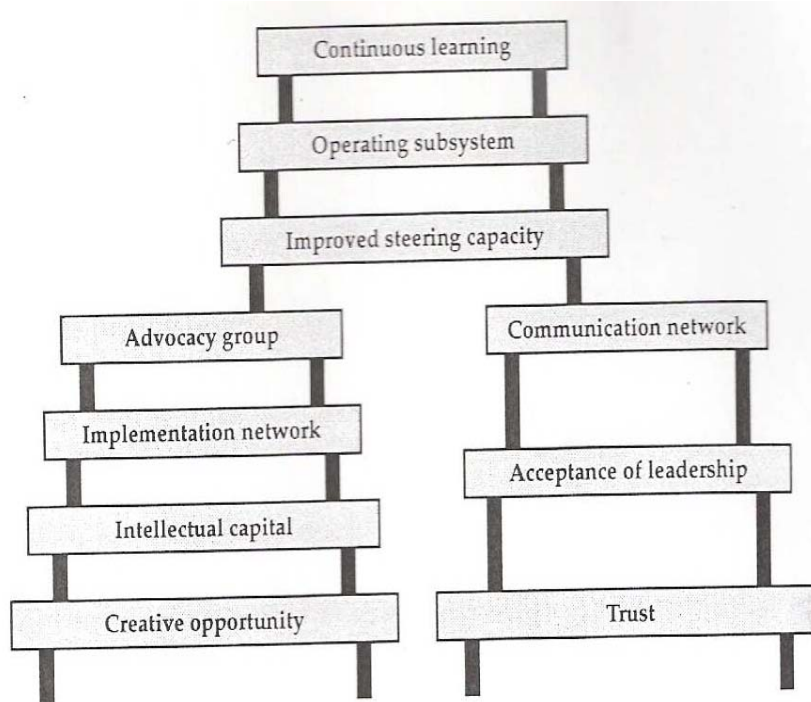 Continuous learning
Operating subsystem
Improved steering capacity
Advocacy group
Communication network
Implementation network
Acceptance of leadership
Intellectual capital
Creative opportunity
Trust